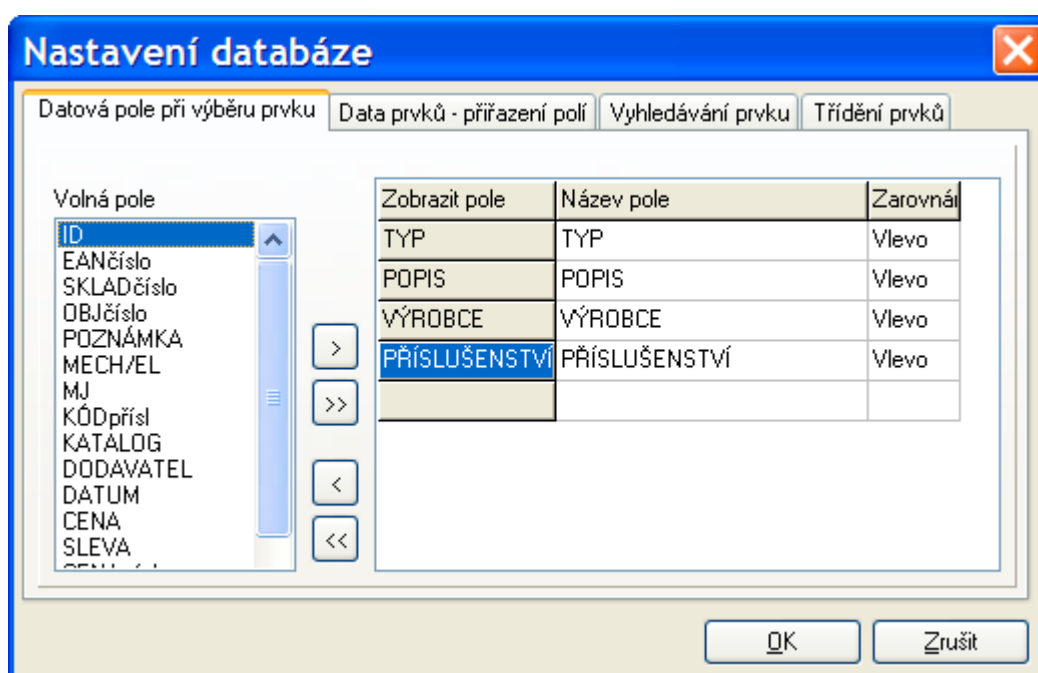 Nastavení databáze
Datová pole při výběru prvku
Data prvků - přiřazení polí
Vyhledávání prvku
Třídění prvků
Volná pole
ID
EANčíslo
SKLADčíslo
OBJčíslo
POZNÁMKA
MECH/EL
MJ
KÓDpřísl
KATALOG
DODAVATEL
DATUM
CENA
SLEVA
>
>>
<
<<
Zobrazit pole Název pole Zarovnán
TYP TYP Vlevo
POPIS POPIS Vlevo
VÝROBCE VÝROBCE Vlevo
PŘÍSLUŠENSTVÍ PŘÍSLUŠENSTVÍ Vlevo
OK Zrušit